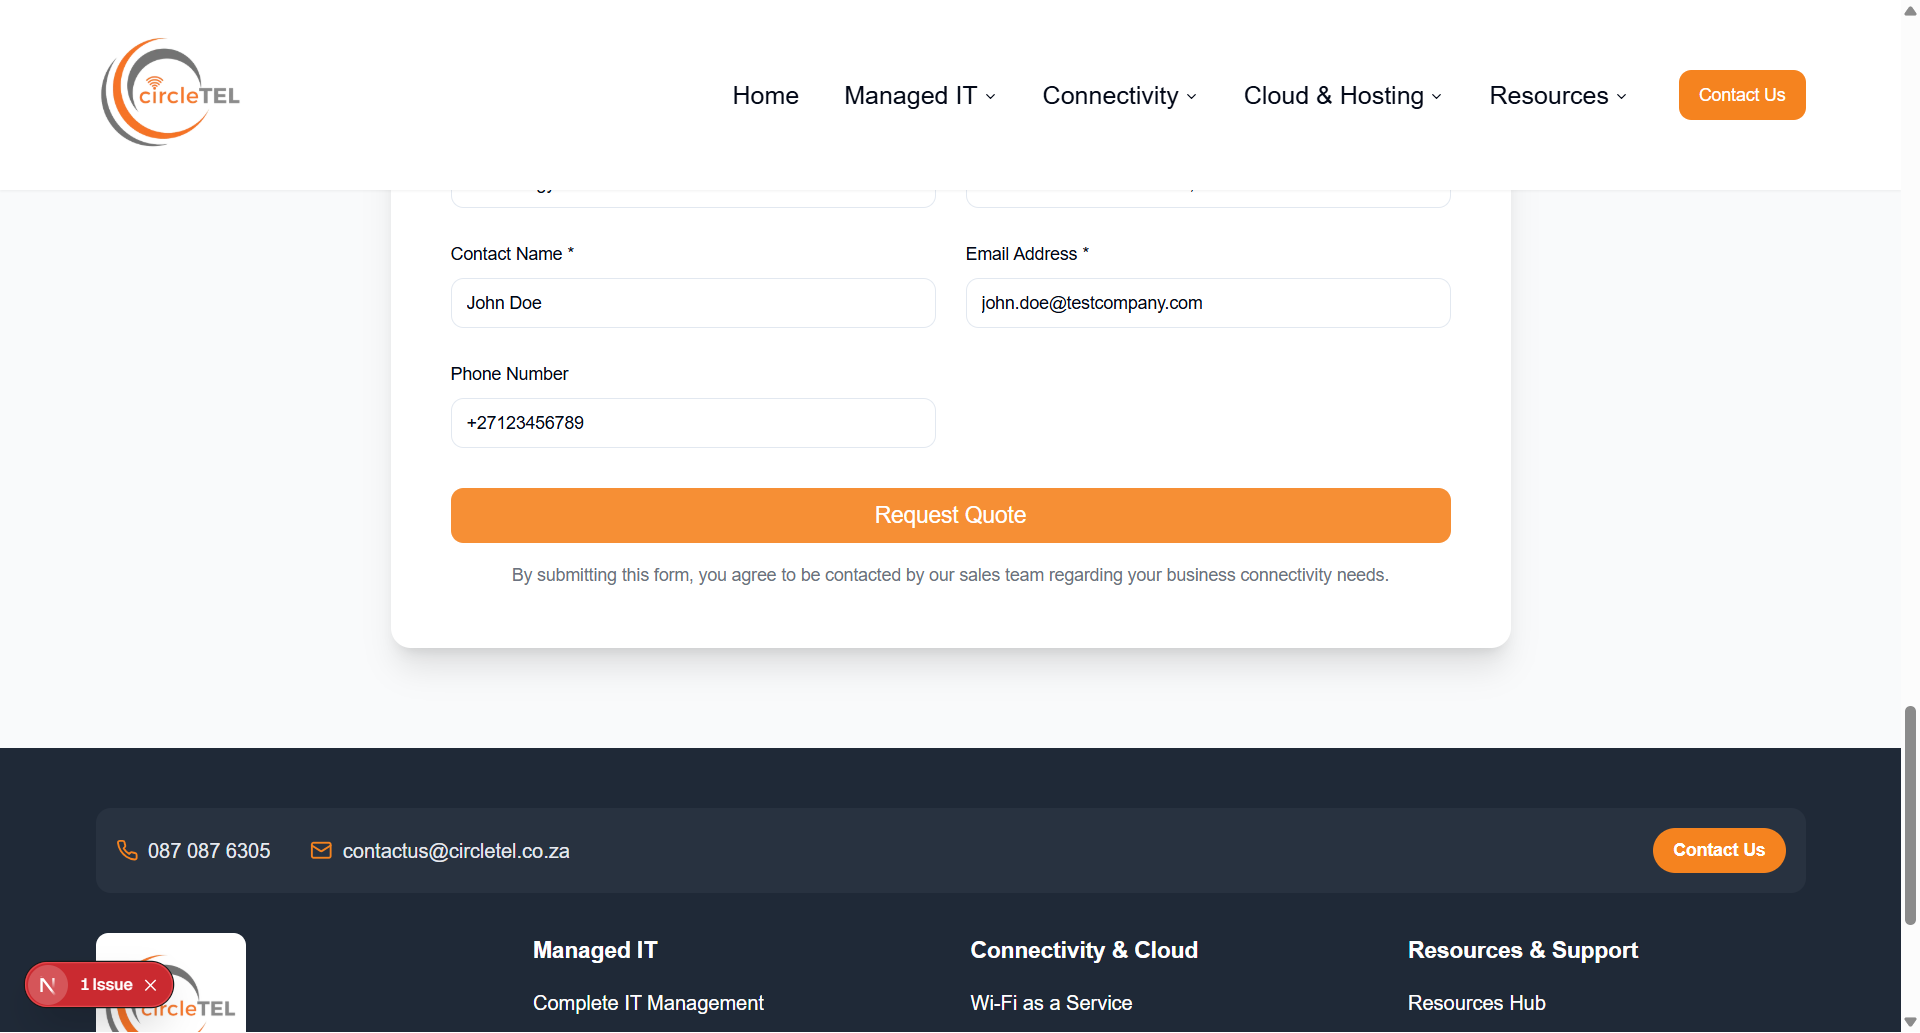 circleTEL
Home
Managed IT
Connectivity
Cloud & Hosting
Resources
Contact Us
Contact Name *
Email Address *
John Doe
john.doe@testcompany.com
Phone Number
+27123456789
Request Quote
By submitting this form, you agree to be contacted by our sales team regarding your business connectivity needs.
087 087 6305
contactus@circletel.co.za
Contact Us
Managed IT
Connectivity & Cloud
Resources & Support
N
1 Issue
circleTEL
Complete IT Management
Wi-Fi as a Service
Resources Hub